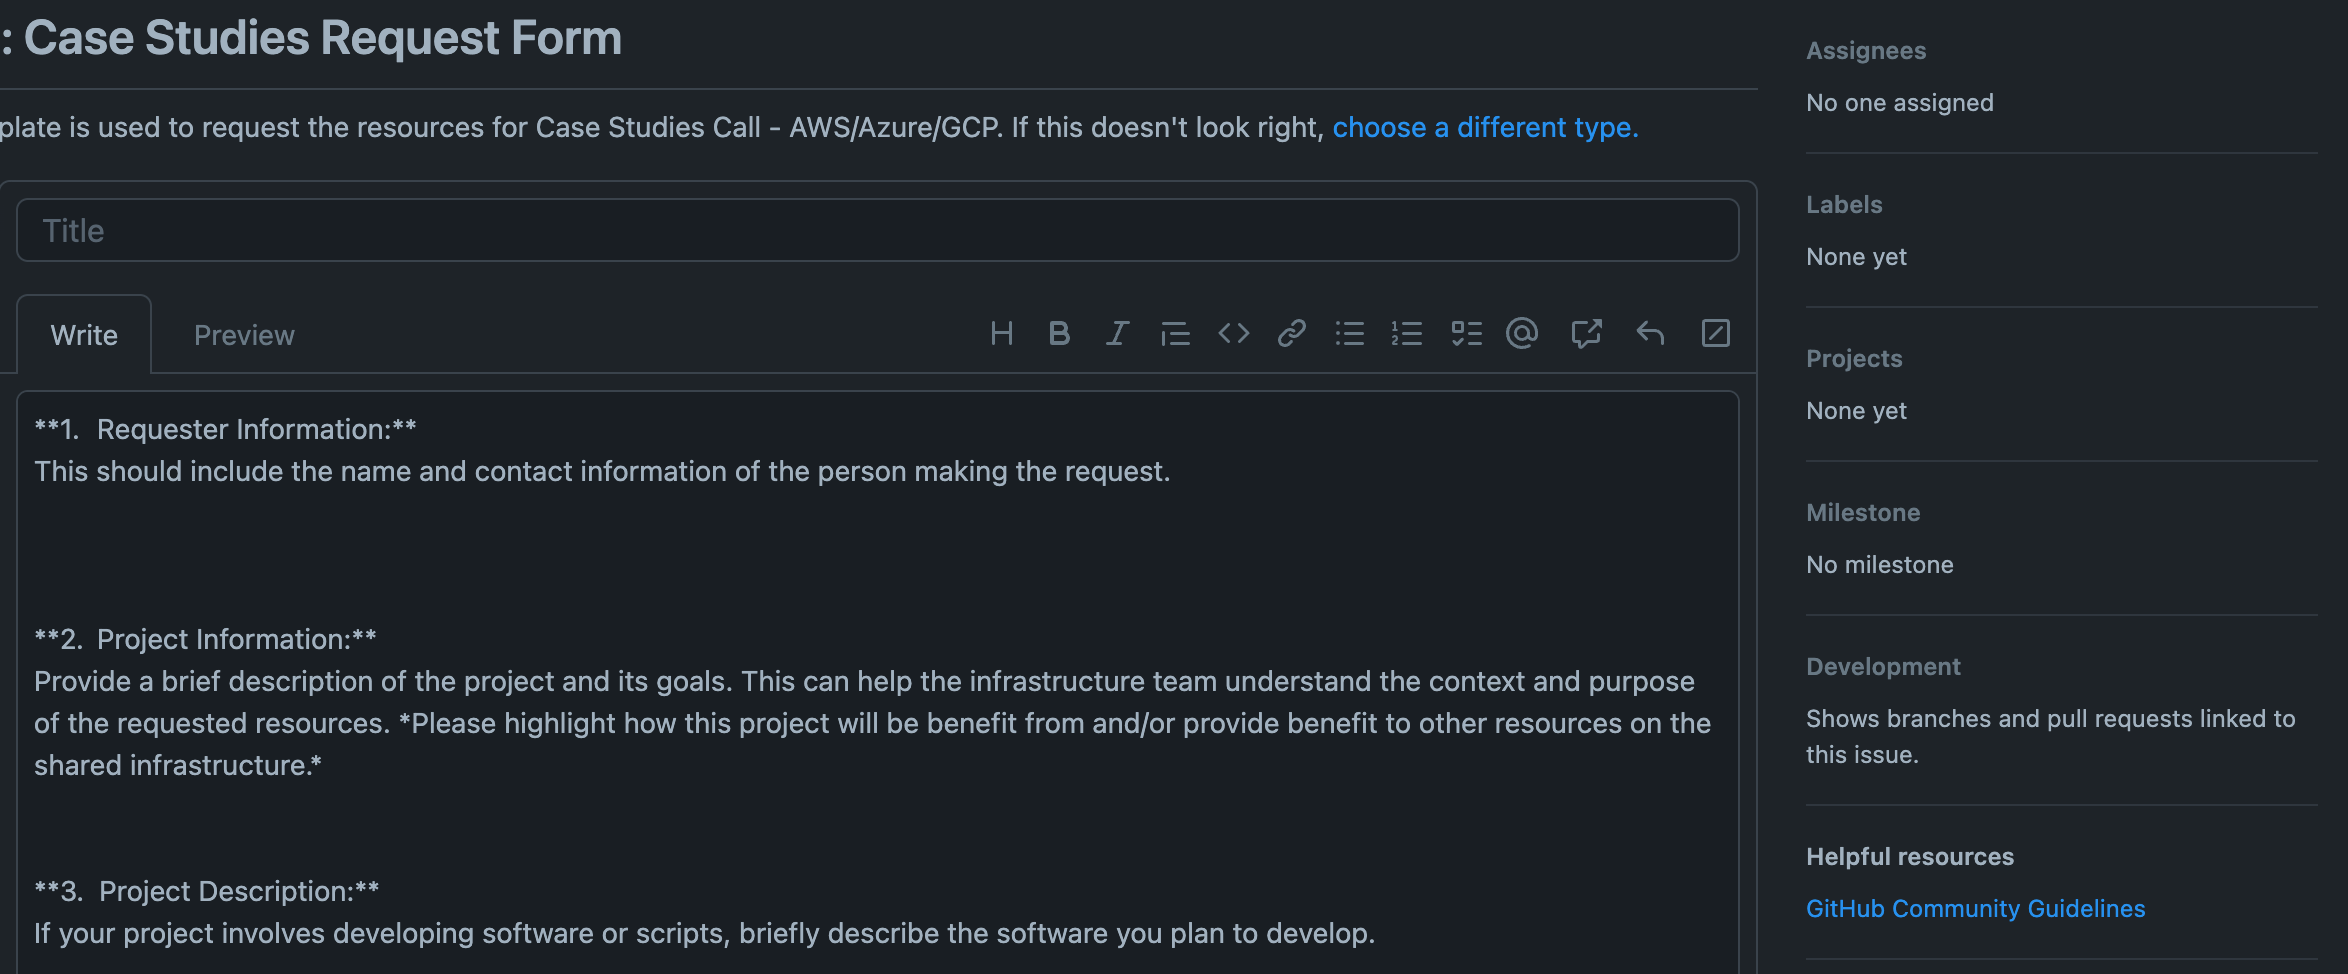 : Case Studies Request Form
plate is used to request the resources for Case Studies Call - AWS/Azure/GCP. If this doesn't look right, choose a different type.
Title
Write
Preview
**1.  Requester Information:**
This should include the name and contact information of the person making the request.
**2.  Project Information:**
Provide a brief description of the project and its goals. This can help the infrastructure team understand the context and purpose
of the requested resources. *Please highlight how this project will be benefit from and/or provide benefit to other resources on the
shared infrastructure.*
**3.  Project Description:**
If your project involves developing software or scripts, briefly describe the software you plan to develop.
Assignees
No one assigned
Labels
None yet
Projects
None yet
Milestone
No milestone
Development
Shows branches and pull requests linked to
this issue.
Helpful resources
GitHub Community Guidelines